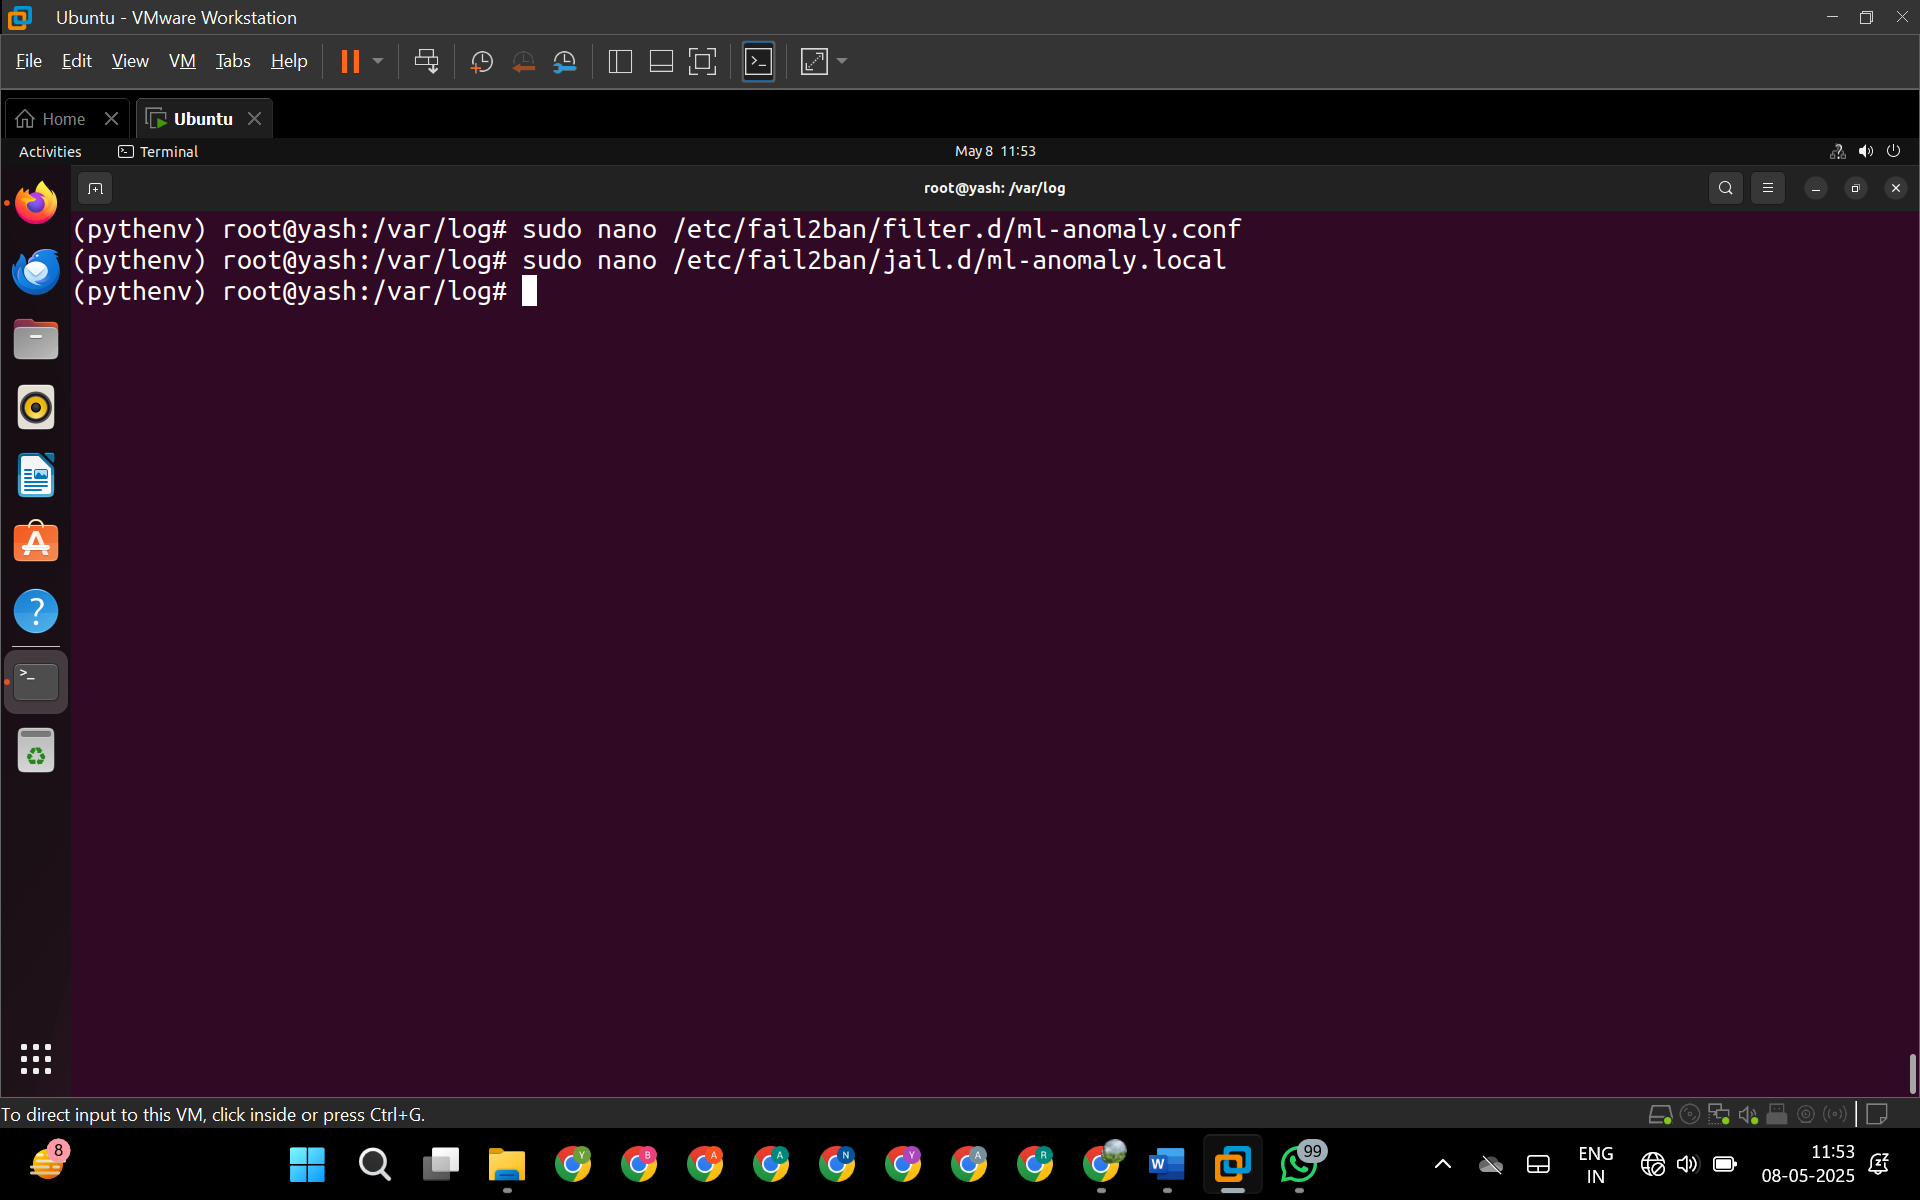 Ubuntu - VMware Workstation
File Edit View VM Tabs Help
Home Ubuntu
Activities Terminal May 8 11:53
root@yash: /var/log
(pythenv) root@yash:/var/log# sudo nano /etc/fail2ban/filter.d/ml-anomaly.conf
(pythenv) root@yash:/var/log# sudo nano /etc/fail2ban/jail.d/ml-anomaly.local
(pythenv) root@yash:/var/log#
To direct input to this VM, click inside or press Ctrl+G.
8 Y B A A N Y A R W 99 ENG 11:53
IN 08-05-2025